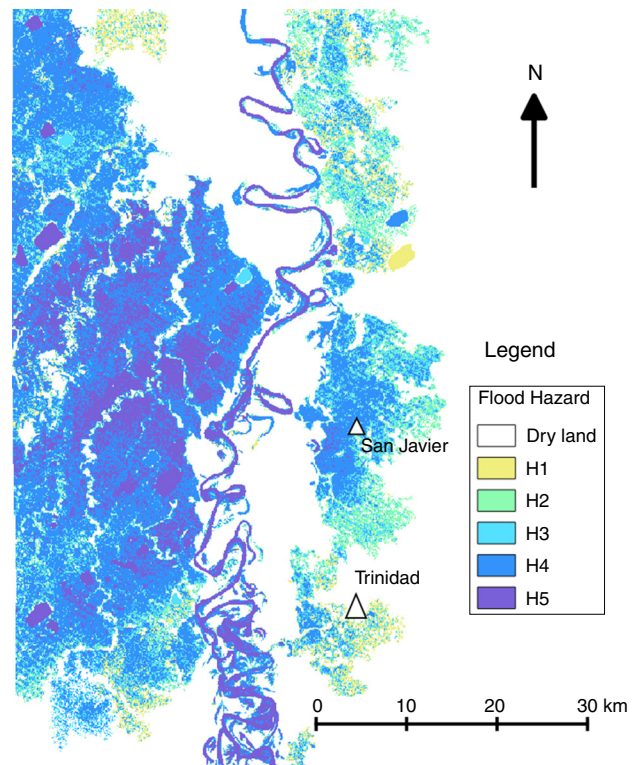 N
Legend
Flood Hazard
Dry land
H1
H2
H3
H4
H5
San Javier
Trinidad
0 10 20 30 km